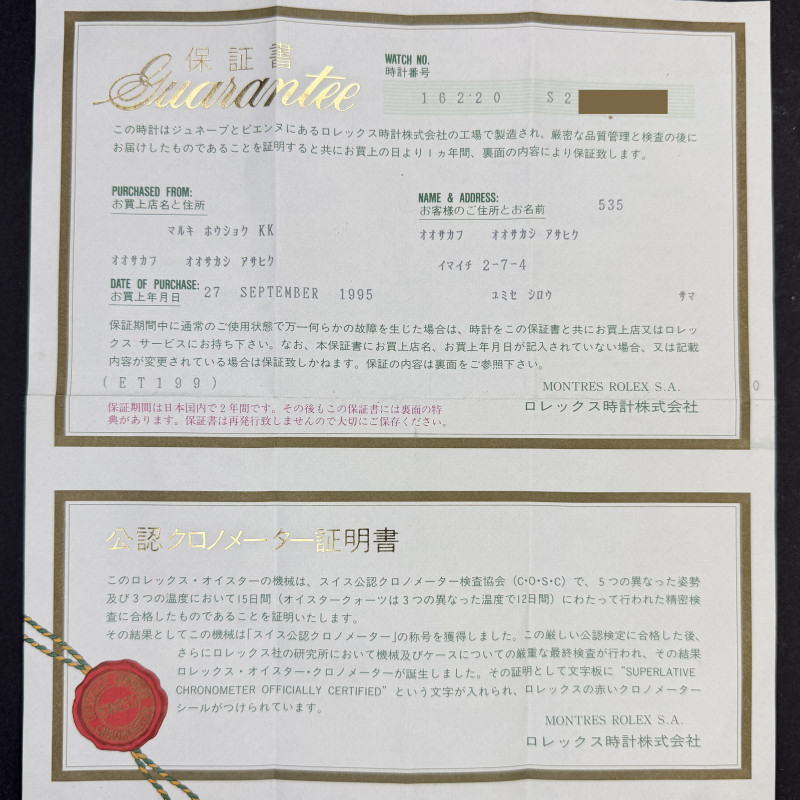 保証書
Guarantee
WATCH NO.
時計番号
16220 S2
この時計はジュネーブとビエンヌにあるロレックス時計株式会社の工場で製造され、厳密な品質管理と検査の後に
お届けしたものであることを証明すると共にお買上の日より1ヵ年間、裏面の内容により保証致します。
PURCHASED FROM:
お買上店名と住所
マルキ ホウショク KK
オオサカフ オオサカシ アサヒク
NAME & ADDRESS:
お客様のご住所とお名前
535
オオサカフ オオサカシ アサヒク
イマイチ 2-7-4
ユミセ シロウ サマ
DATE OF PURCHASE:
お買上年月日
27 SEPTEMBER 1995
保証期間中に通常のご使用状態で万一何らかの故障を生じた場合は、時計をこの保証書と共にお買上店又はロレッ
クス サービスにお持ち下さい。なお、本保証書にお買上店名、お買上年月日が記入されていない場合、又は記載
内容が変更されている場合は保証致しかねます。保証の内容は裏面をご参照下さい。
(ET199)
MONTRES ROLEX S.A.
ロレックス時計株式会社
0
保証期間は日本国内で2年間です。その後もこの保証書には裏面の特
典があります。保証書は再発行致しませんので大切にご保存ください。
公認クロノメーター証明書
このロレックス・オイスターの機械は、スイス公認クロノメーター検査協会(C・O・S・C)で、5つの異なった姿勢
及び3つの温度において15日間(オイスタークォーツは3つの異なった温度で12日間)にわたって行われた精密検
査に合格したものであることを証明いたします。
その結果としてこの機械は「スイス公認クロノメーター」の称号を獲得しました。この厳しい公認検定に合格した後、
さらにロレックス社の研究所において機械及びケースについての厳重な最終検査が行われ、その結果
ロレックス・オイスター・クロノメーターが誕生しました。その証明として文字板に "SUPERLATIVE
CHRONOMETER OFFICIALLY CERTIFIED" という文字が入れられ、ロレックスの赤いクロノメーター
シールがつけられています。
MONTRES ROLEX S.A.
ロレックス時計株式会社